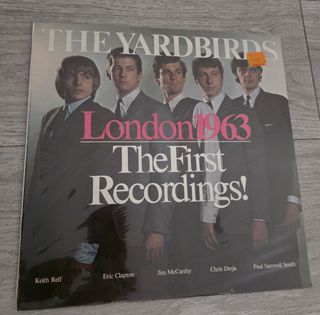 THE YARDBIRDS
London 1963
The First
Recordings!
Keith Relf
Eric Clapton
Jim McCarthy
Chris Dreja
Paul Samwell Smith